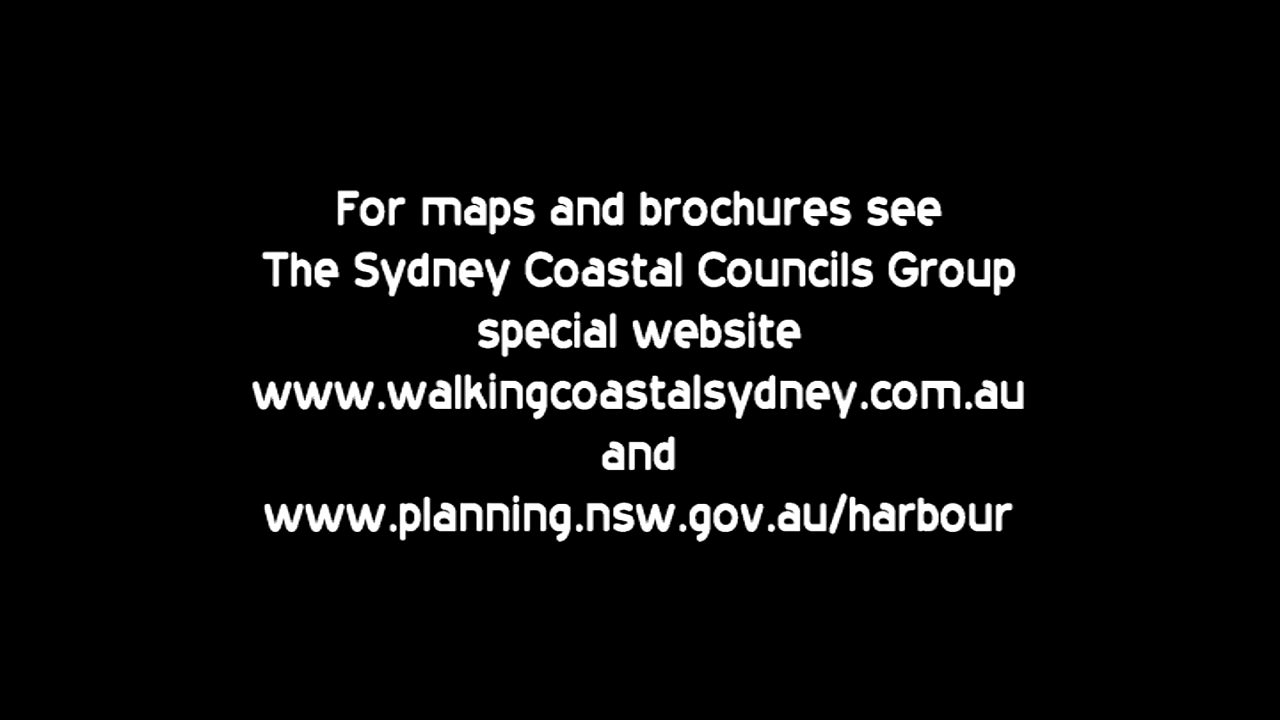 For maps and brochures see
The Sydney Coastal Councils Group
special website
www.walkingcoastalsydney.com.au
and
www.planning.nsw.gov.au/harbour